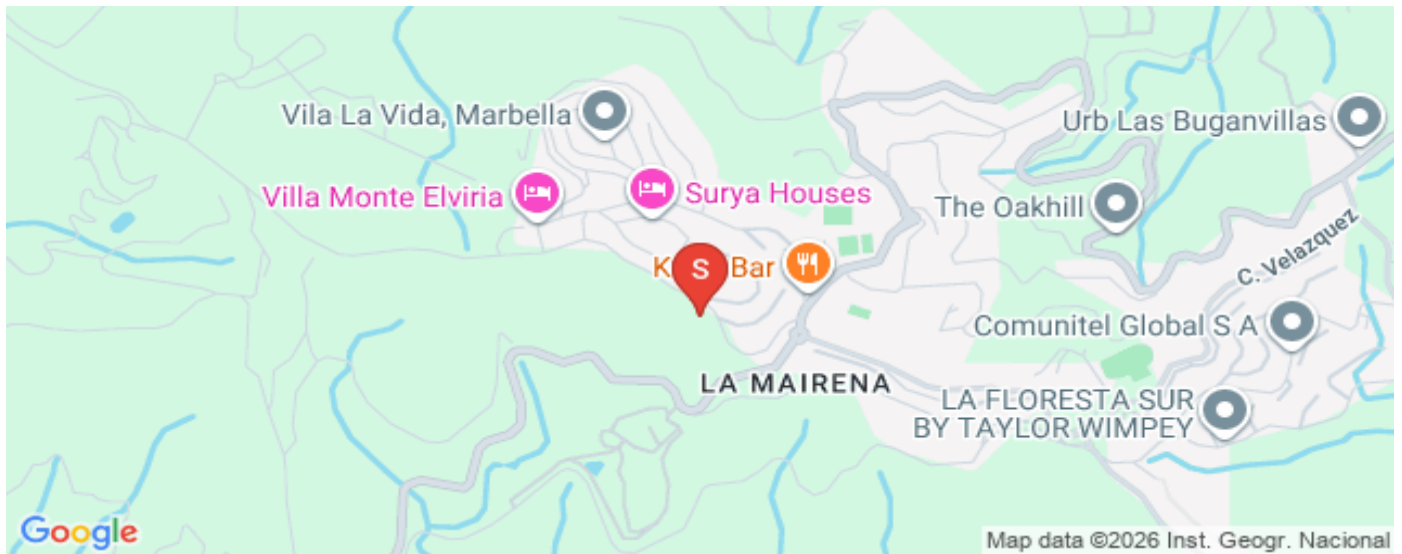 Vila La Vida, Marbella
Urb Las Buganvillas
Villa Monte Elviria
Surya Houses
The Oakhill
C. Velazquez
K
S
Bar
Comunitel Global S A
LA MAIRENA
LA FLORESTA SUR
BY TAYLOR WIMPEY
Google
Map data ©2026 Inst. Geogr. Nacional